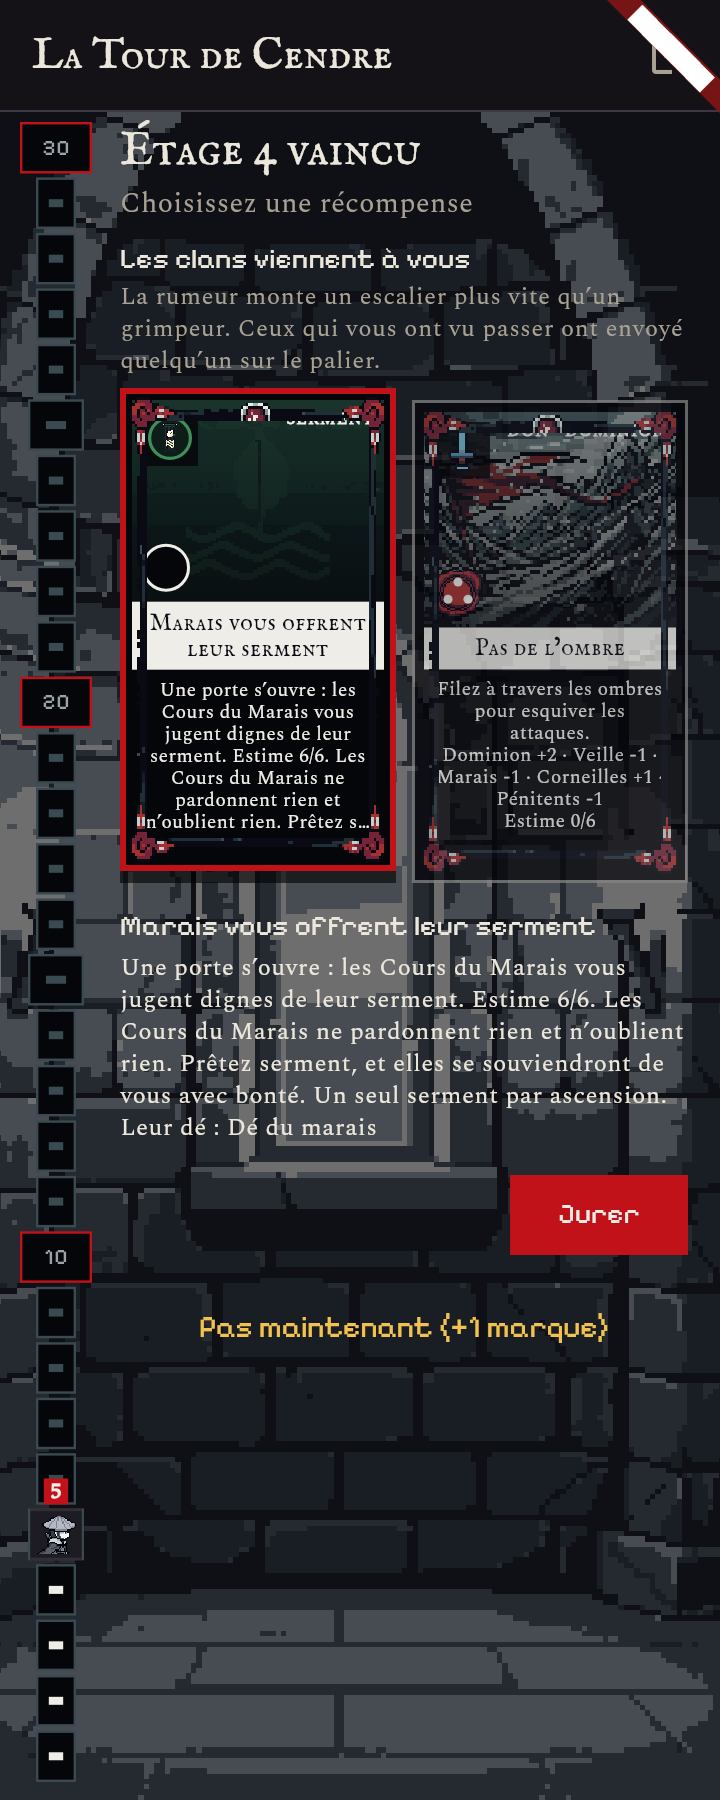 La Tour de Cendre
30
Étage 4 vaincu
Choisissez une récompense
Les clans viennent à vous
La rumeur monte un escalier plus vite qu’un
grimpeur. Ceux qui vous ont vu passer ont envoyé
quelqu’un sur le palier.
SERMENT
Marais vous offrent
leur serment
Une porte s’ouvre : les
Cours du Marais vous
jugent dignes de leur
serment. Estime 6/6. Les
Cours du Marais ne
pardonnent rien et
n’oublient rien. Prêtez s…
Pas de l’ombre
Filez à travers les ombres
pour esquiver les
attaques.
Dominion +2 · Veille -1 ·
Marais -1 · Corneilles +1 ·
Pénitents -1
Estime 0/6
20
Marais vous offrent leur serment
Une porte s’ouvre : les Cours du Marais vous
jugent dignes de leur serment. Estime 6/6. Les
Cours du Marais ne pardonnent rien et n’oublient
rien. Prêtez serment, et elles se souviendront de
vous avec bonté. Un seul serment par ascension.
Leur dé : Dé du marais
Jurer
10
Pas maintenant (+1 marque)
5